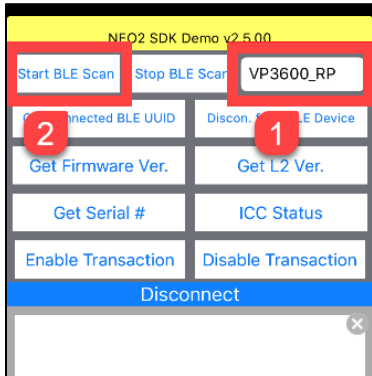 NEO2 SDK Demo v2.5.00
Start BLE Scan Stop BLE Scan VP3600_RP
nnected BLE UUID Discon. BLE Device
2 1
Get Firmware Ver. Get L2 Ver.
Get Serial # ICC Status
Enable Transaction Disable Transaction
Disconnect